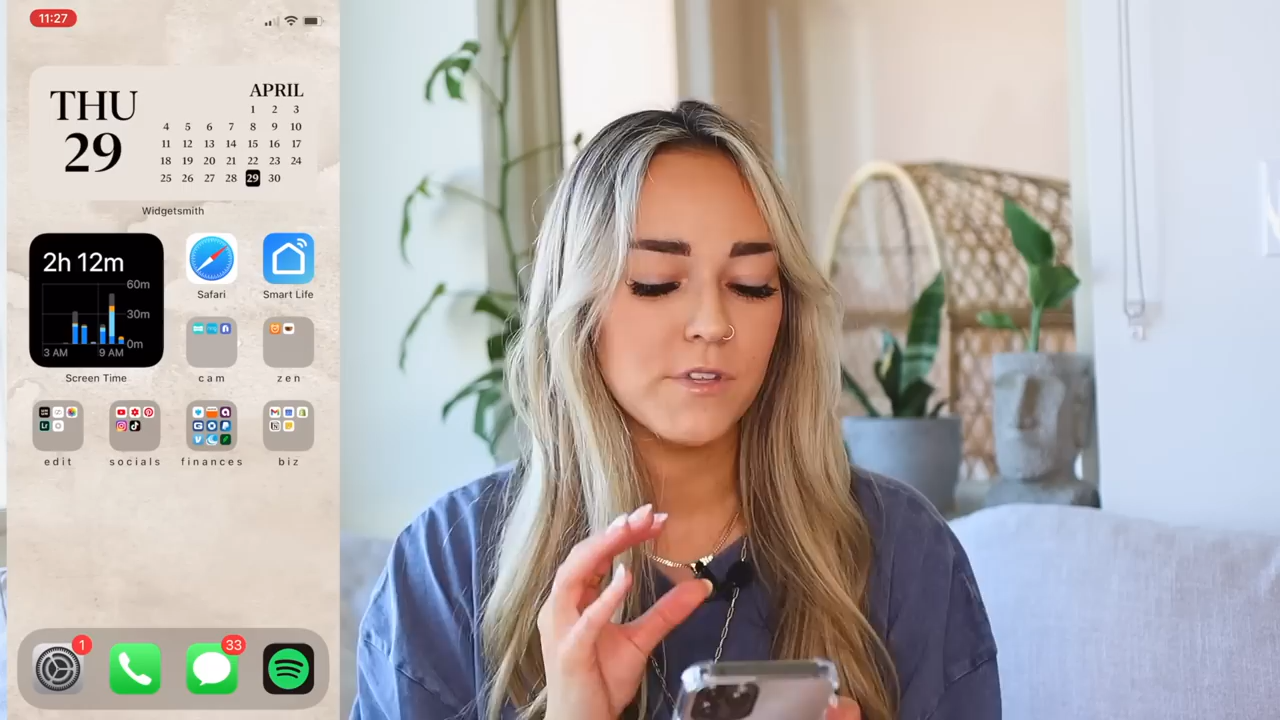 11:27
THU
29
APRIL
1 2 3
4 5 6 7 8 9 10
11 12 13 14 15 16 17
18 19 20 21 22 23 24
25 26 27 28 29 30
Widgetsmith
2h 12m
60m
30m
0m
3 AM 9 AM
Screen Time
Safari
Smart Life
cam
zen
edit
socials
finances
biz
1
33